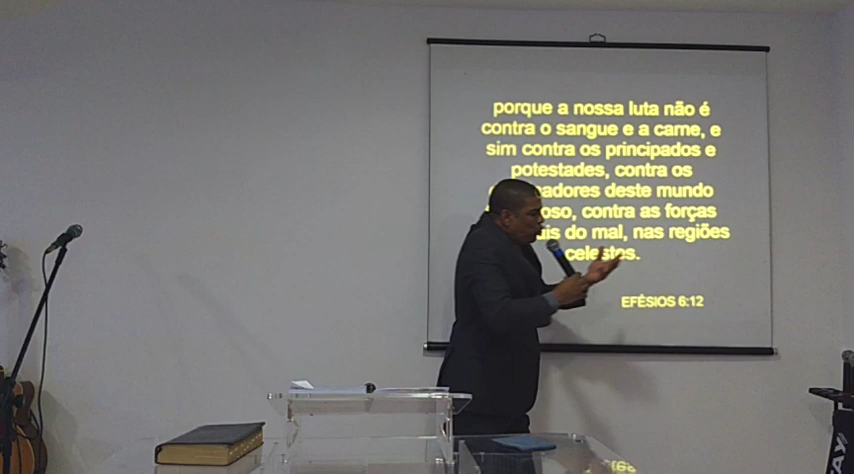 porque a nossa luta não é
contra o sangue e a carne, e
sim contra os principados e
potestades, contra os
deste mundo
contra as forças
do mal, nas regiões
celestes.
EFÉSIOS 6:12